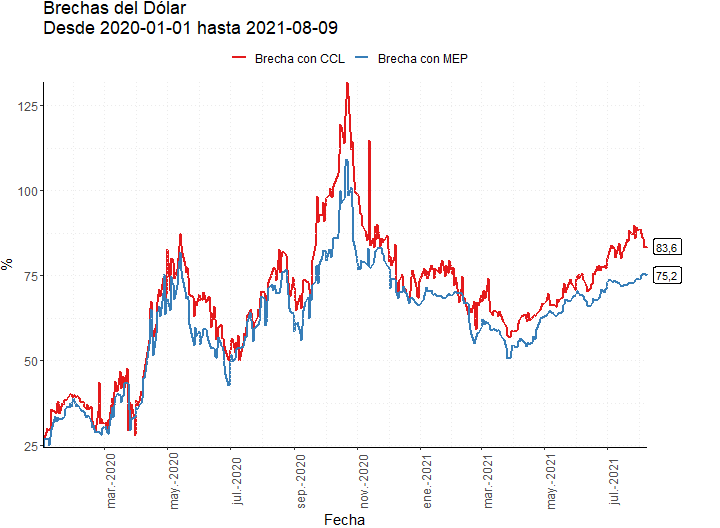 Brechas del Dólar
Desde 2020-01-01 hasta 2021-08-09
Brecha con CCL Brecha con MEP
125
100
75
50
25
%
83,6
75,2
mar.-2020
may.-2020
jul.-2020
sep.-2020
nov.-2020
ene.-2021
mar.-2021
may.-2021
jul.-2021
Fecha